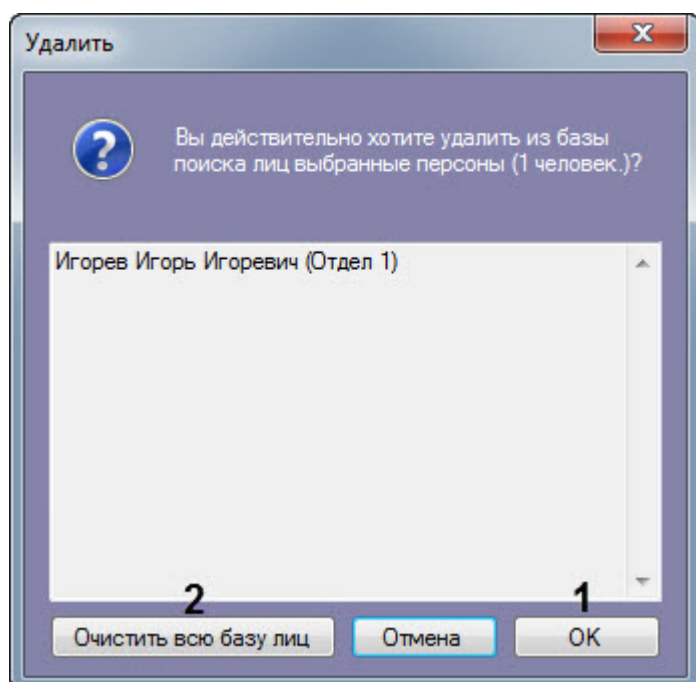 Удалить
Вы действительно хотите удалить из базы
поиска лиц выбранные персоны (1 человек.)?
Игорев Игорь Игоревич (Отдел 1)
2
1
Очистить всю базу лиц
Отмена
OK